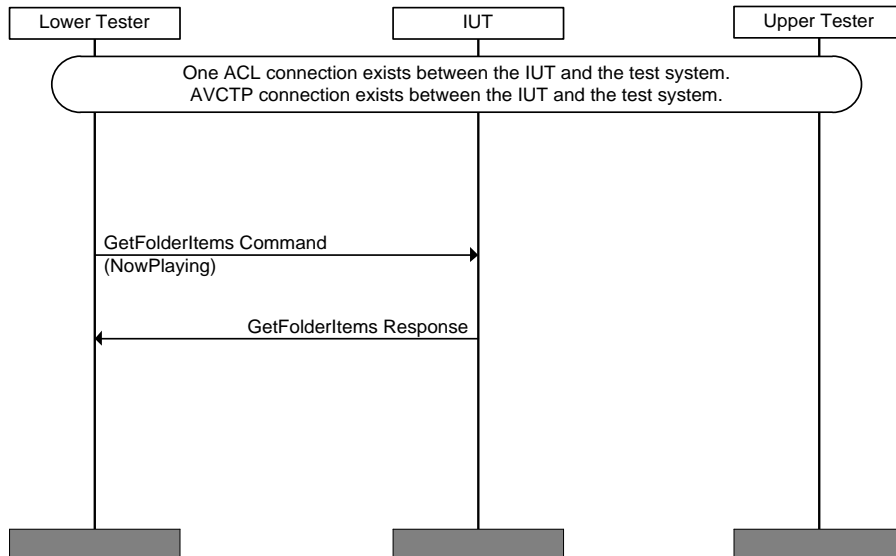 Lower Tester
IUT
Upper Tester
One ACL connection exists between the IUT and the test system.
AVCTP connection exists between the IUT and the test system.
GetFolderItems Command
(NowPlaying)
GetFolderItems Response